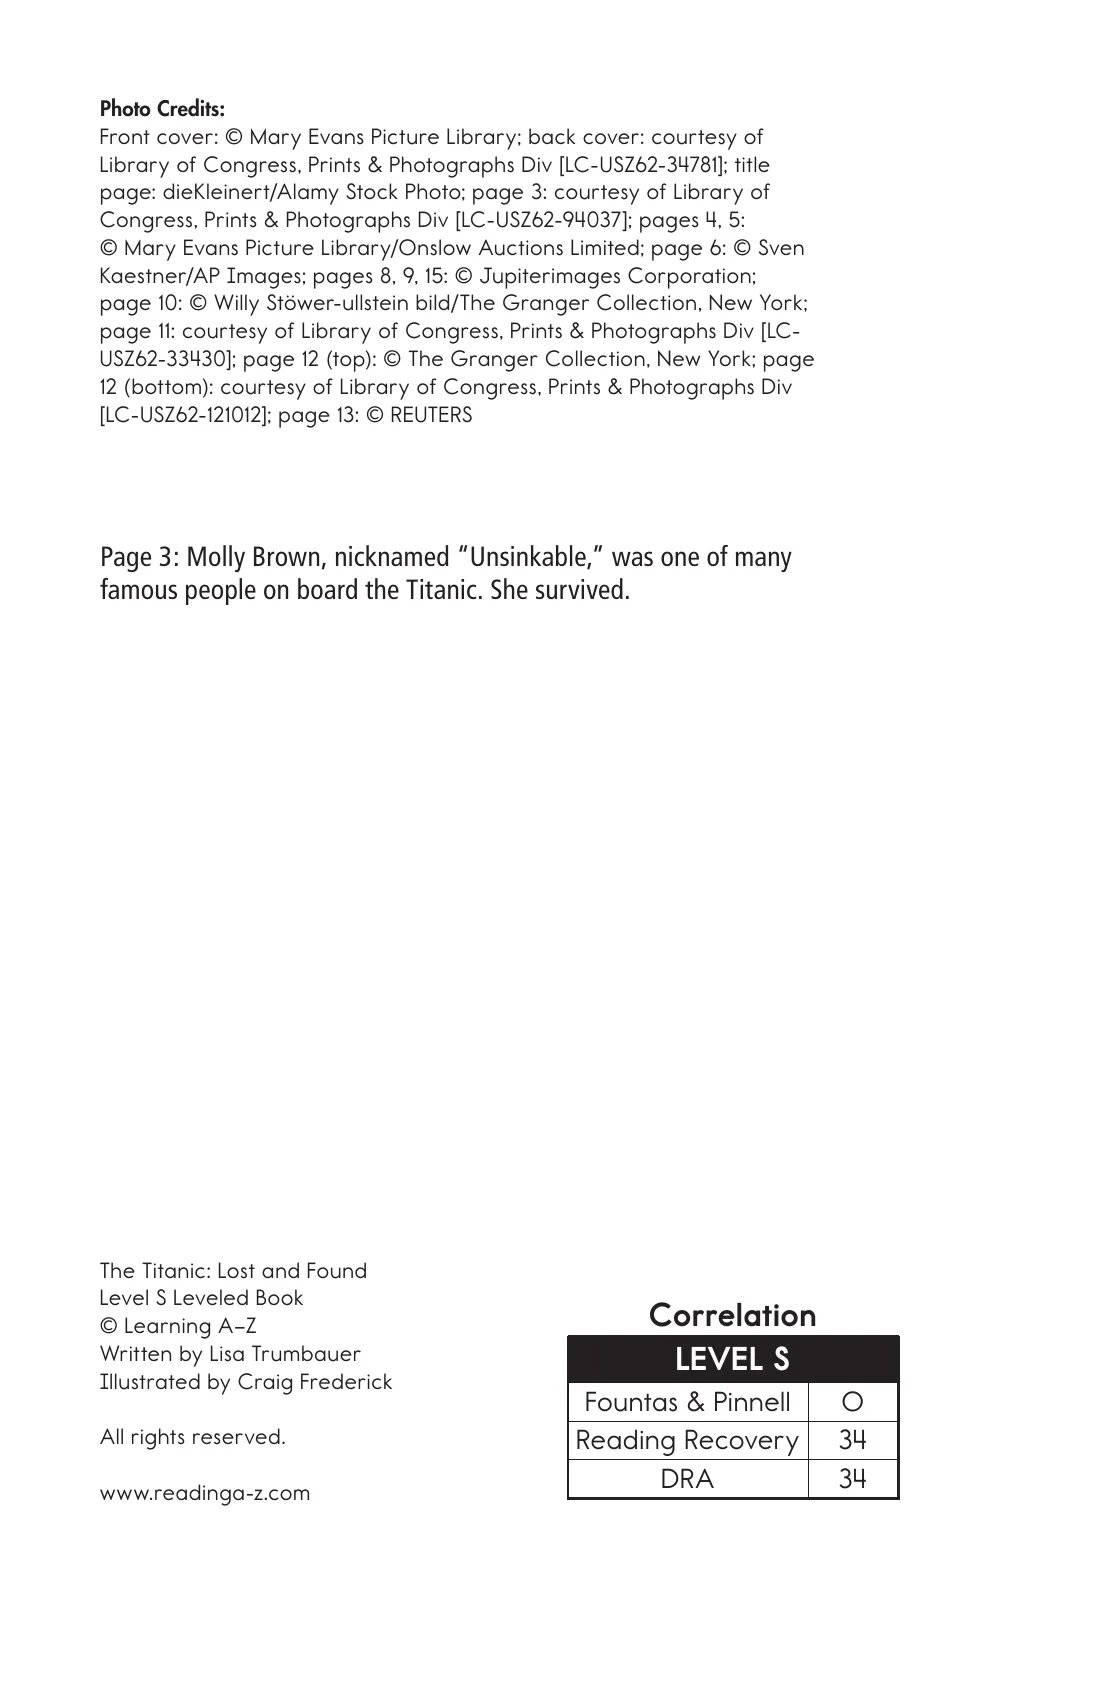 Photo Credits:
Front cover: © Mary Evans Picture Library; back cover: courtesy of
Library of Congress, Prints & Photographs Div [LC-USZ62-34781]; title
page: dieKleinert/Alamy Stock Photo; page 3: courtesy of Library of
Congress, Prints & Photographs Div [LC-USZ62-94037]; pages 4, 5:
© Mary Evans Picture Library/Onslow Auctions Limited; page 6: © Sven
Kaestner/AP Images; pages 8, 9, 15: © Jupiterimages Corporation;
page 10: © Willy Stöwer-ullstein bild/The Granger Collection, New York;
page 11: courtesy of Library of Congress, Prints & Photographs Div [LC-
USZ62-33430]; page 12 (top): © The Granger Collection, New York; page
12 (bottom): courtesy of Library of Congress, Prints & Photographs Div
[LC-USZ62-121012]; page 13: © REUTERS
Page 3: Molly Brown, nicknamed “Unsinkable,” was one of many
famous people on board the Titanic. She survived.
The Titanic: Lost and Found
Level S Leveled Book
© Learning A–Z
Written by Lisa Trumbauer
Illustrated by Craig Frederick
All rights reserved.
www.readinga-z.com
Correlation
LEVEL S
Fountas & Pinnell O
Reading Recovery 34
DRA 34